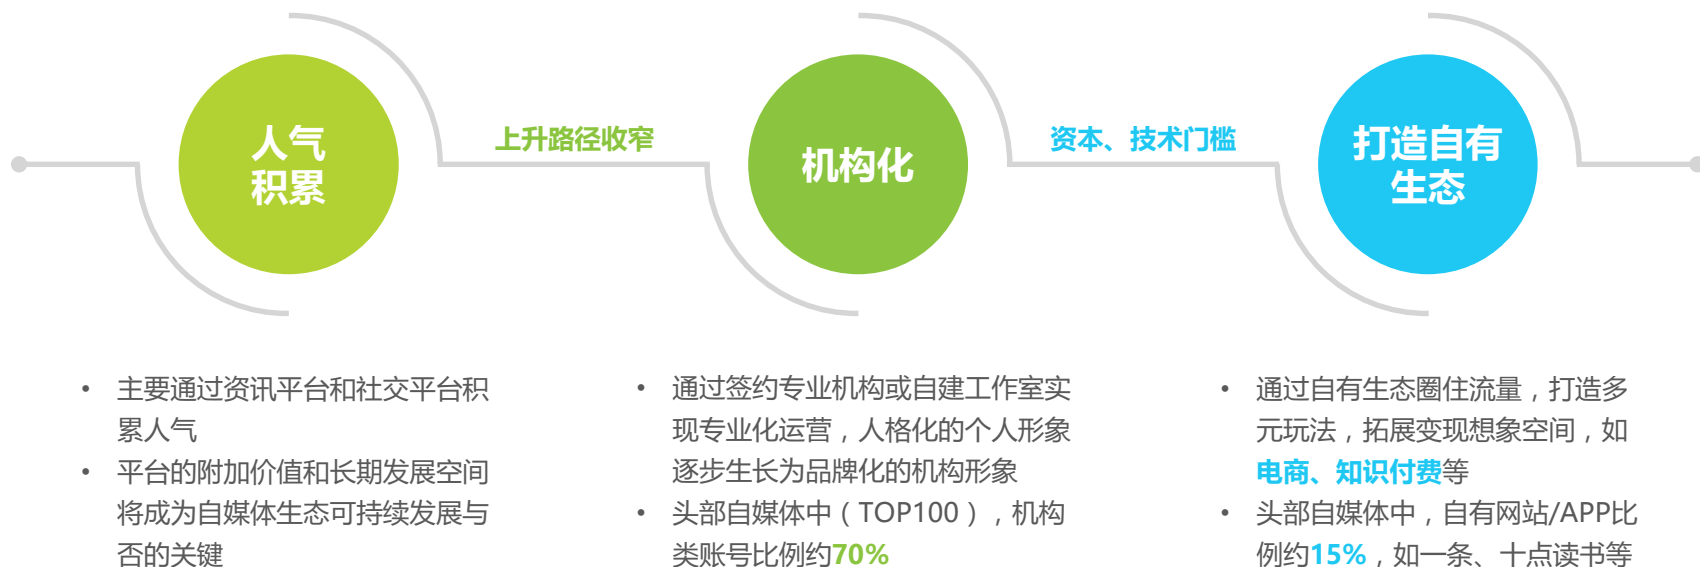 人气
积累
上升路径收窄
机构化
资本、技术门槛
打造自有
生态
• 主要通过资讯平台和社交平台积
累人气
• 平台的附加价值和长期发展空间
将成为自媒体生态可持续发展与
否的关键
• 通过签约专业机构或自建工作室实
现专业化运营，人格化的个人形象
逐步生长为品牌化的机构形象
• 头部自媒体中（TOP100），机构
类账号比例约70%
• 通过自有生态圈住流量，打造多
元玩法，拓展变现想象空间，如
电商、知识付费等
• 头部自媒体中，自有网站/APP比
例约15%，如一条、十点读书等